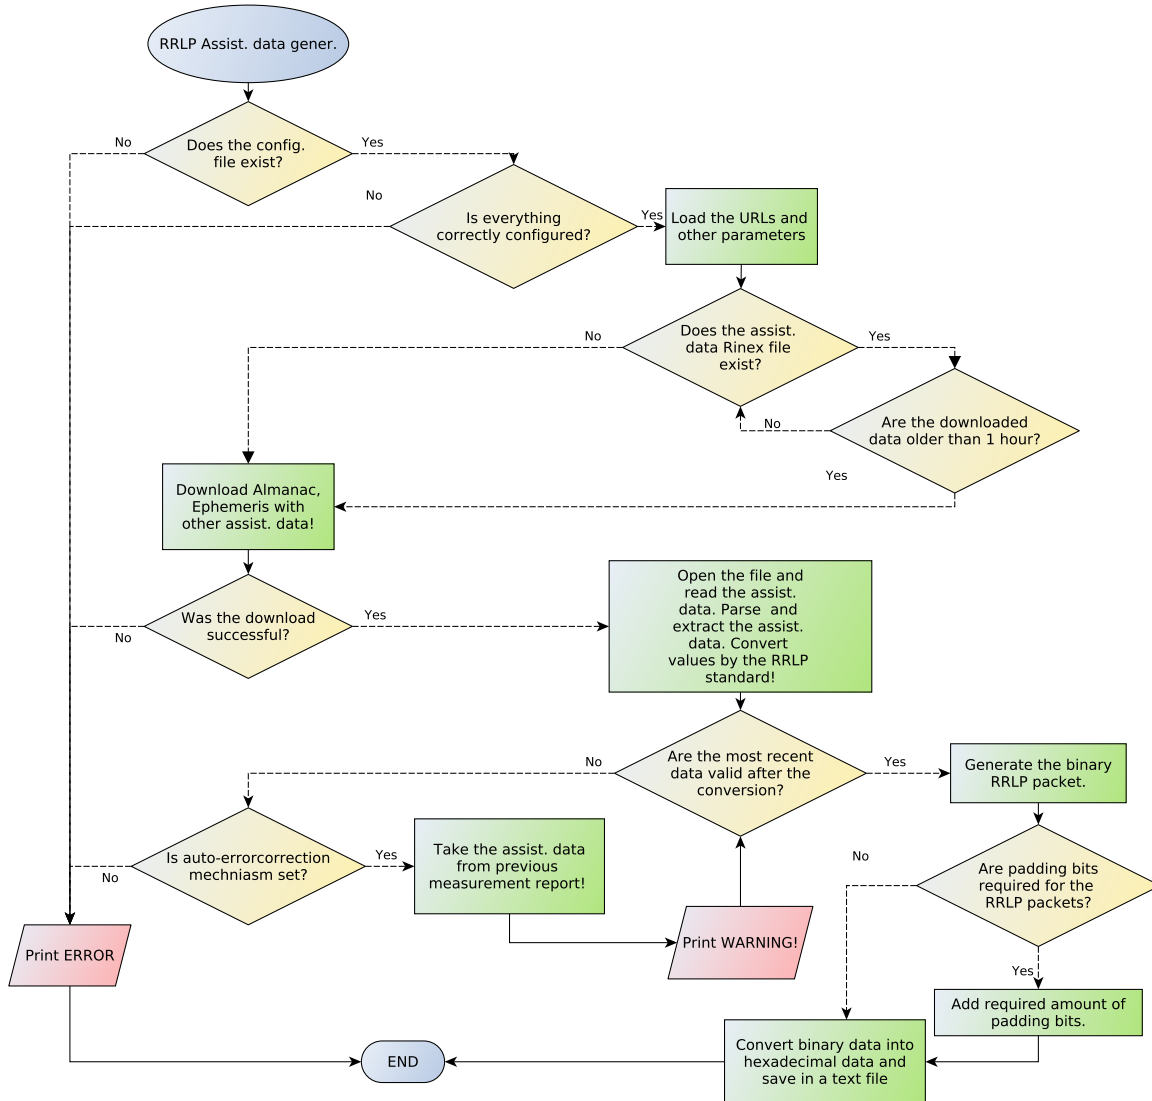 RRLP Assist. data gener.
No
Does the config.
file exist?
Yes
No
Is everything
correctly configured?
Yes
Load the URLs and
other parameters
No
Does the assist.
data Rinex file
exist?
Yes
No
Are the downloaded
data older than 1 hour?
Yes
Download Almanac,
Ephemeris with
other assist. data!
Was the download
successful?
No
Yes
Open the file and
read the assist.
data. Parse  and
extract the assist.
data. Convert
values by the RRLP
standard!
No
Are the most recent
data valid after the
conversion?
Yes
Generate the binary
RRLP packet.
Is auto-errorcorrection
mechniasm set?
No
Yes
Take the assist. data
from previous
measurement report!
No
Are padding bits
required for the
RRLP packets?
Yes
Print ERROR
Print WARNING!
Add required amount of
padding bits.
END
Convert binary data into
hexadecimal data and
save in a text file